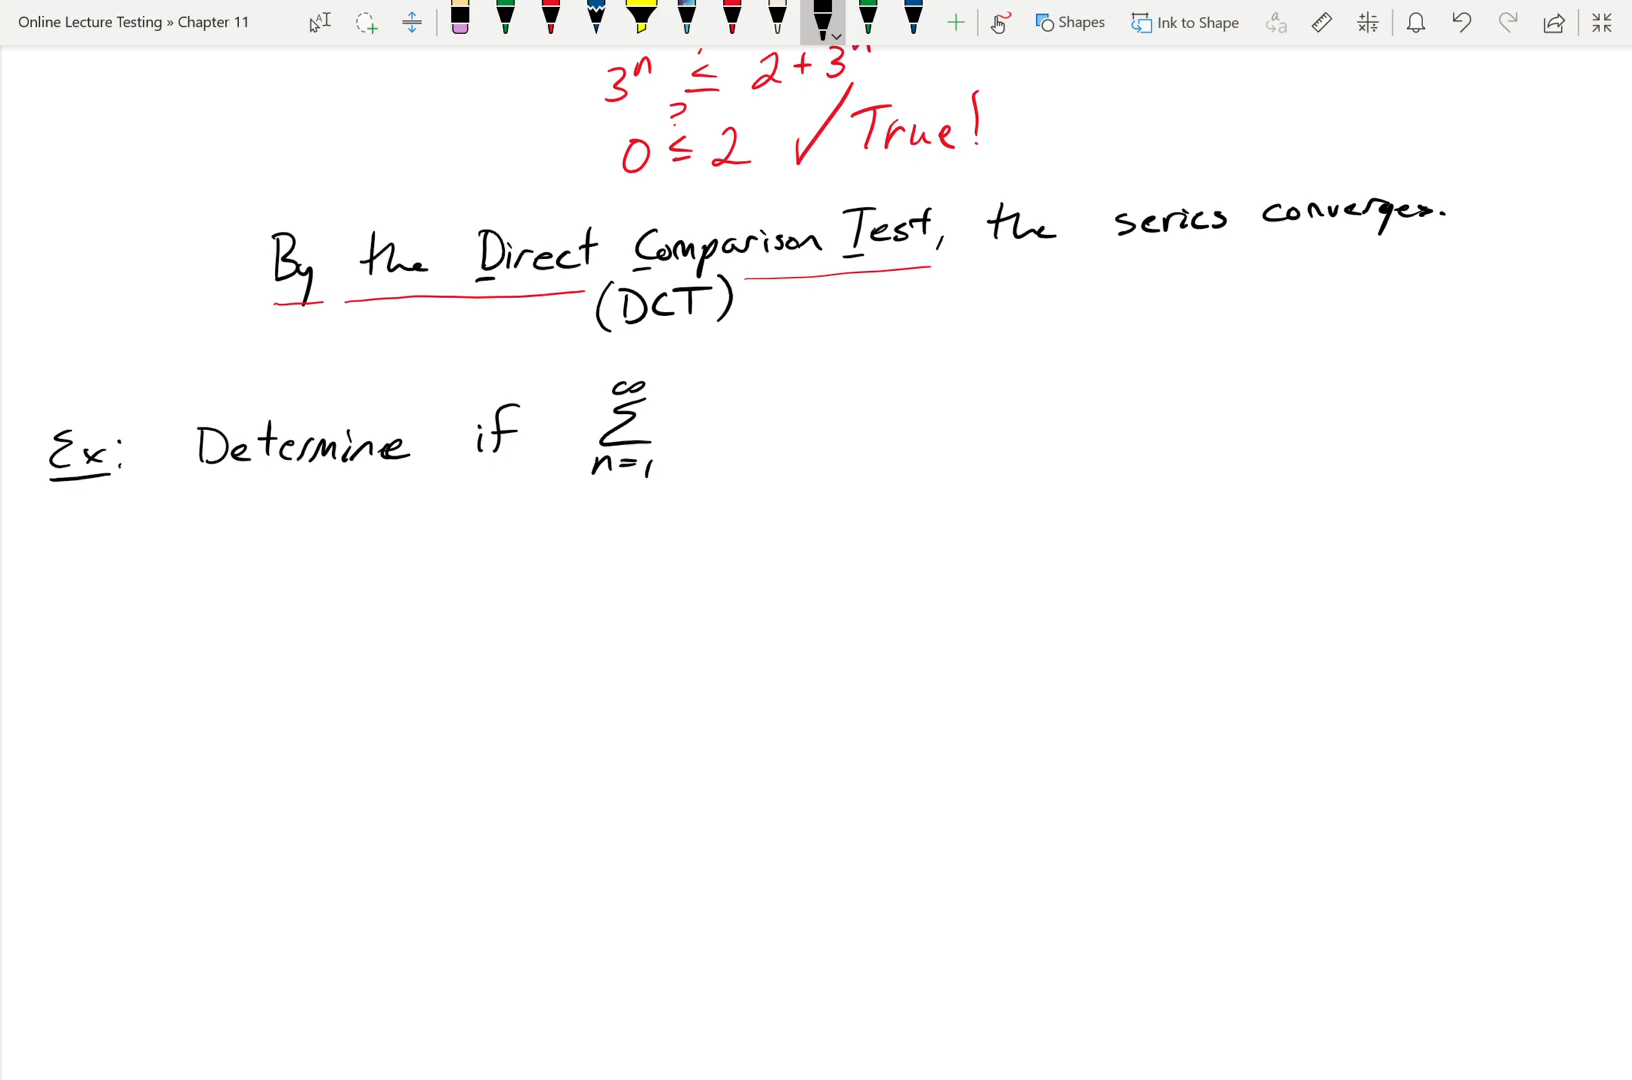 Online Lecture Testing » Chapter 11
Shapes
Ink to Shape
3ⁿ ≤ 2 + 3ⁿ
?
0 ≤ 2 ✓ True!
By the Direct Comparison Test, the series converges.
(DCT)
Ex: Determine if ∞ Σ n=1